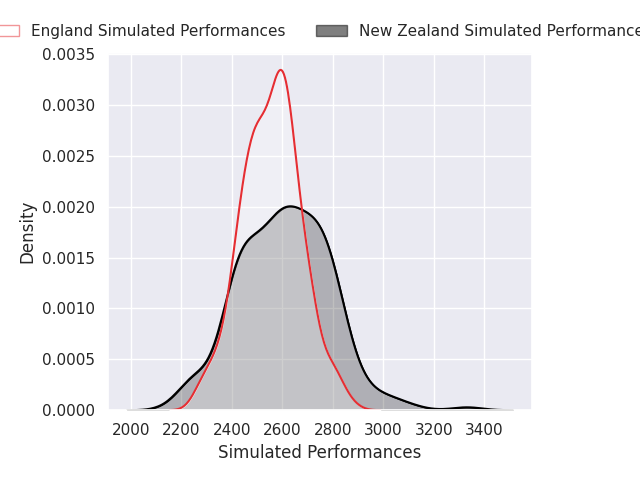 England Simulated Performances New Zealand Simulated Performance
0.0035
0.0030
0.0025
0.0020
0.0015
0.0010
0.0005
0.0000
Density
2000 2200 2400 2600 2800 3000 3200 3400
Simulated Performances